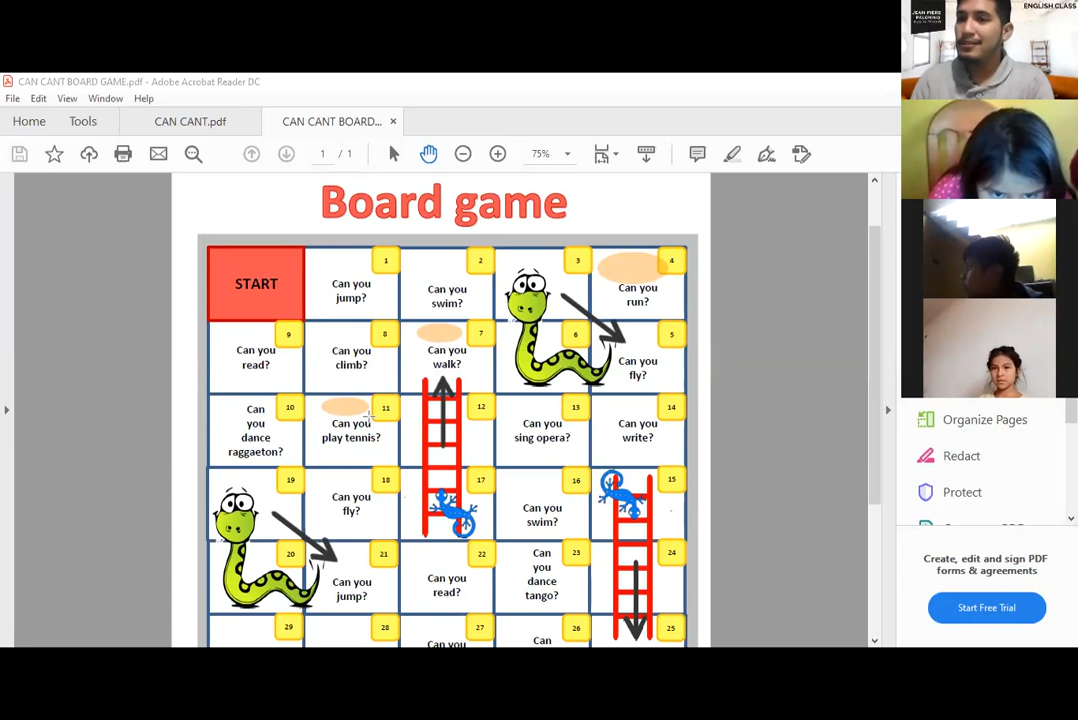 CAN CANT BOARD GAME.pdf - Adobe Acrobat Reader DC
File Edit View Window Help
Home Tools CAN CANT.pdf CAN CANT BOARD... ×
1 / 1 75%
Board game
START
1
Can you
jump?
2
Can you
swim?
3
4
Can you
run?
9
Can you
read?
8
Can you
climb?
7
Can you
walk?
6
5
Can you
fly?
10
Can
you
dance
raggaeton?
11
Can you
play tennis?
12
13
Can you
sing opera?
14
Can you
write?
19
18
Can you
fly?
17
16
Can you
swim?
15
20
21
Can you
jump?
22
Can you
read?
23
Can
you
dance
tango?
24
29
28
27
Can you
26
Can
25
JEAN PIERE
PALOMINO
ENGLISH CLASS
Organize Pages
Redact
Protect
Create, edit and sign PDF
forms & agreements
Start Free Trial